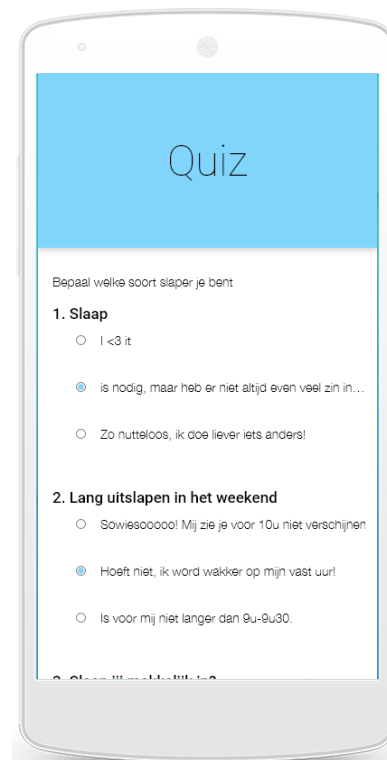 Quiz
Bepaal welke soort slaper je bent
1. Slaap
I <3 it
is nodig, maar heb er niet altijd even veel zin in...
Zo nutteloos, ik doe liever iets anders!
2. Lang uitslapen in het weekend
Sowiesooooo! Mij zie je voor 10u niet verschijnen
Hoeft niet, ik word wakker op mijn vast uur!
Is voor mij niet langer dan 9u-9u30.